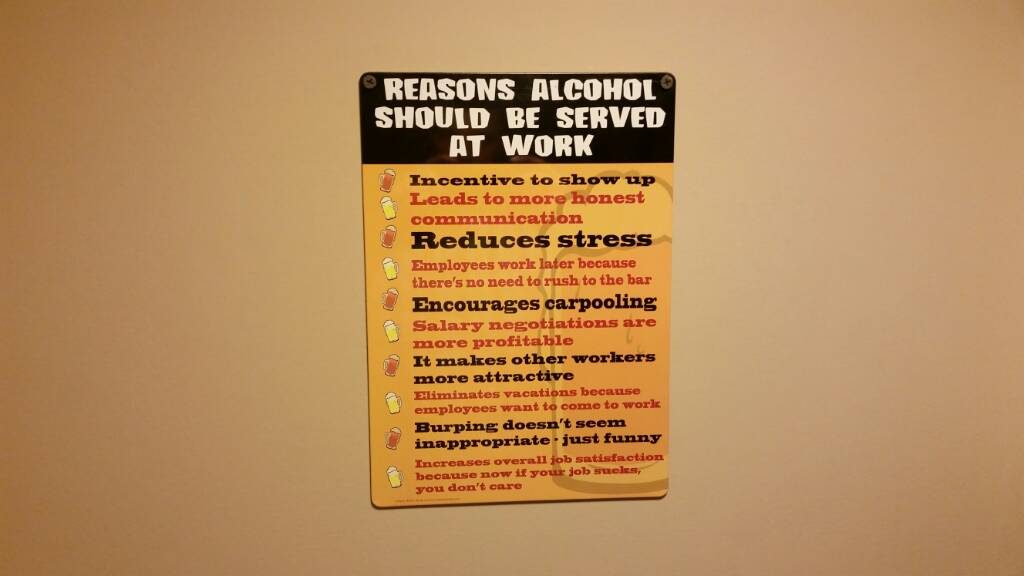 REASONS ALCOHOL
SHOULD BE SERVED
AT WORK
Incentive to show up
Leads to more honest
communication
Reduces stress
Employees work later because
there's no need to rush to the bar
Encourages carpooling
Salary negotiations are
more profitable
It makes other workers
more attractive
Eliminates vacations because
employees want to come to work
Burping doesn't seem
inappropriate - just funny
Increases overall job satisfaction
because now if your job sucks,
you don't care